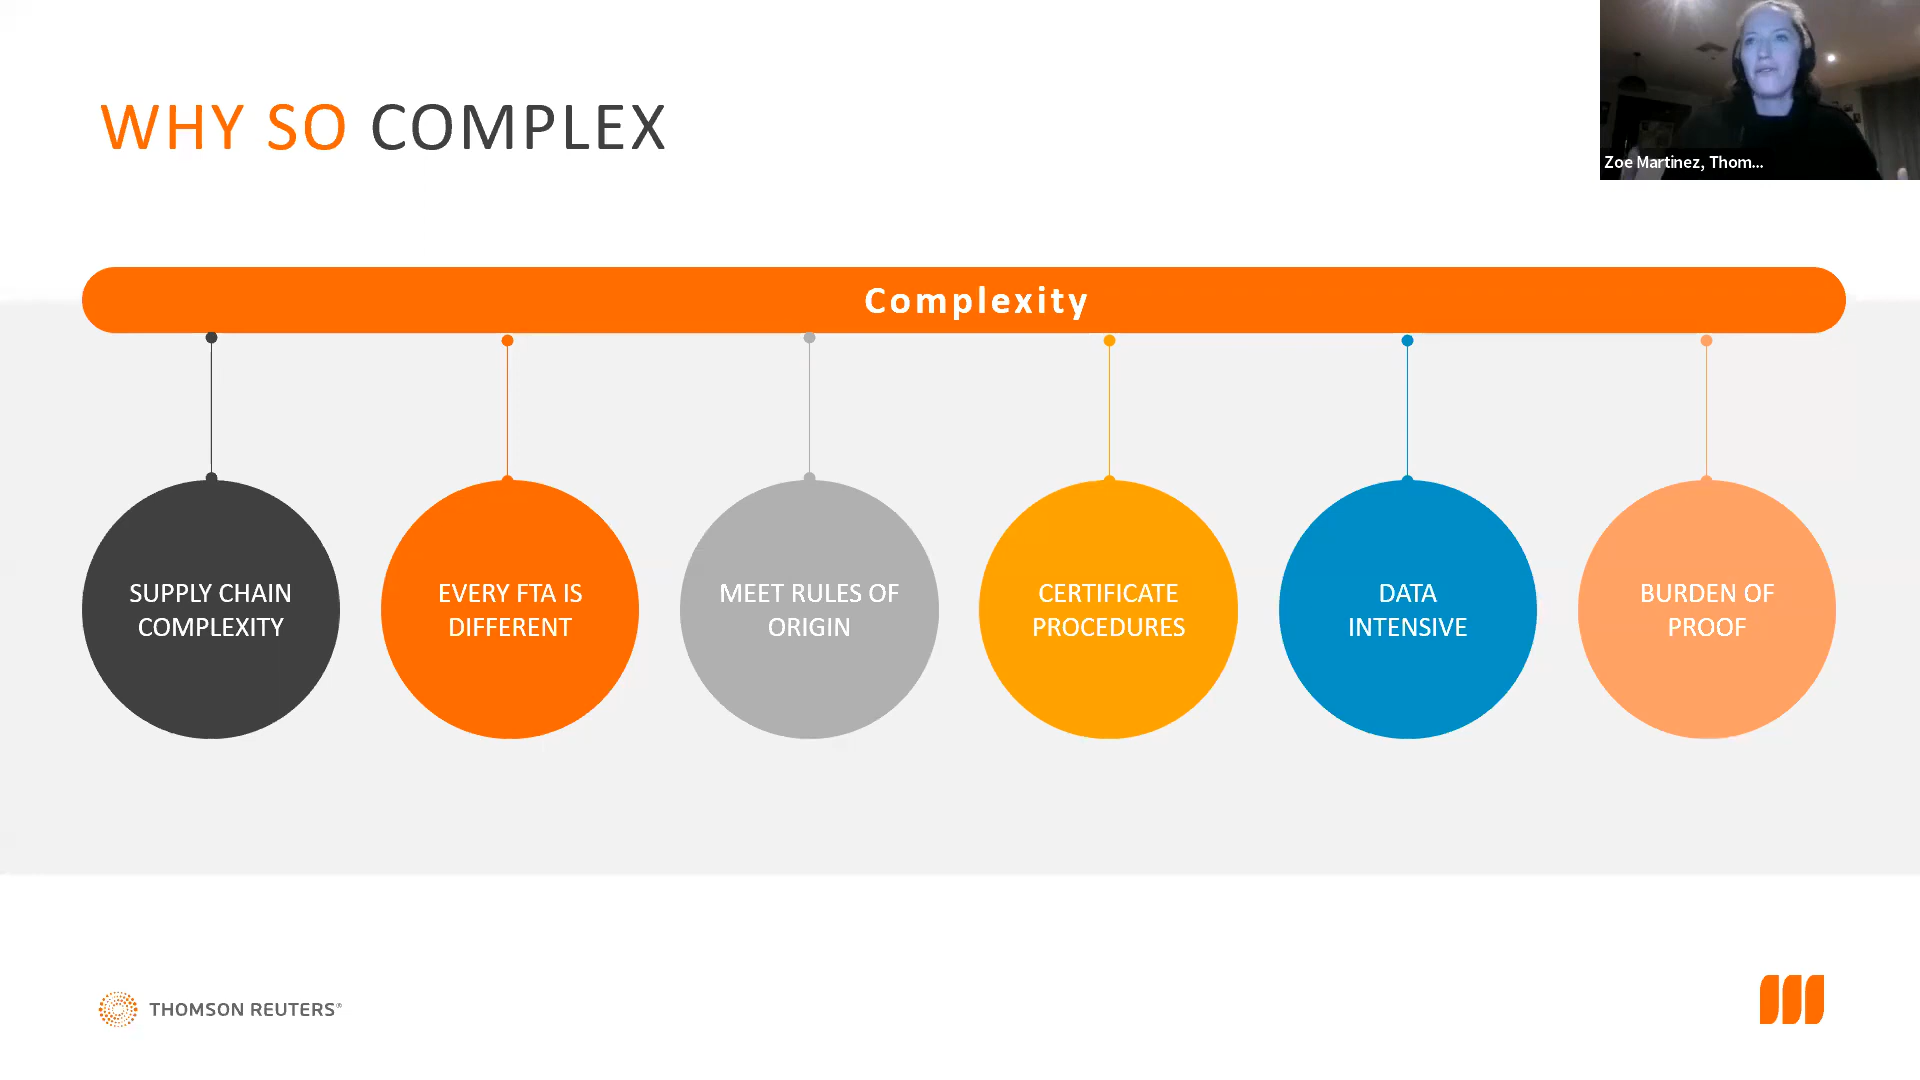 WHY SO COMPLEX
Zoe Martinez, Thom...
Complexity
SUPPLY CHAIN
COMPLEXITY
EVERY FTA IS
DIFFERENT
MEET RULES OF
ORIGIN
CERTIFICATE
PROCEDURES
DATA
INTENSIVE
BURDEN OF
PROOF
THOMSON REUTERS®